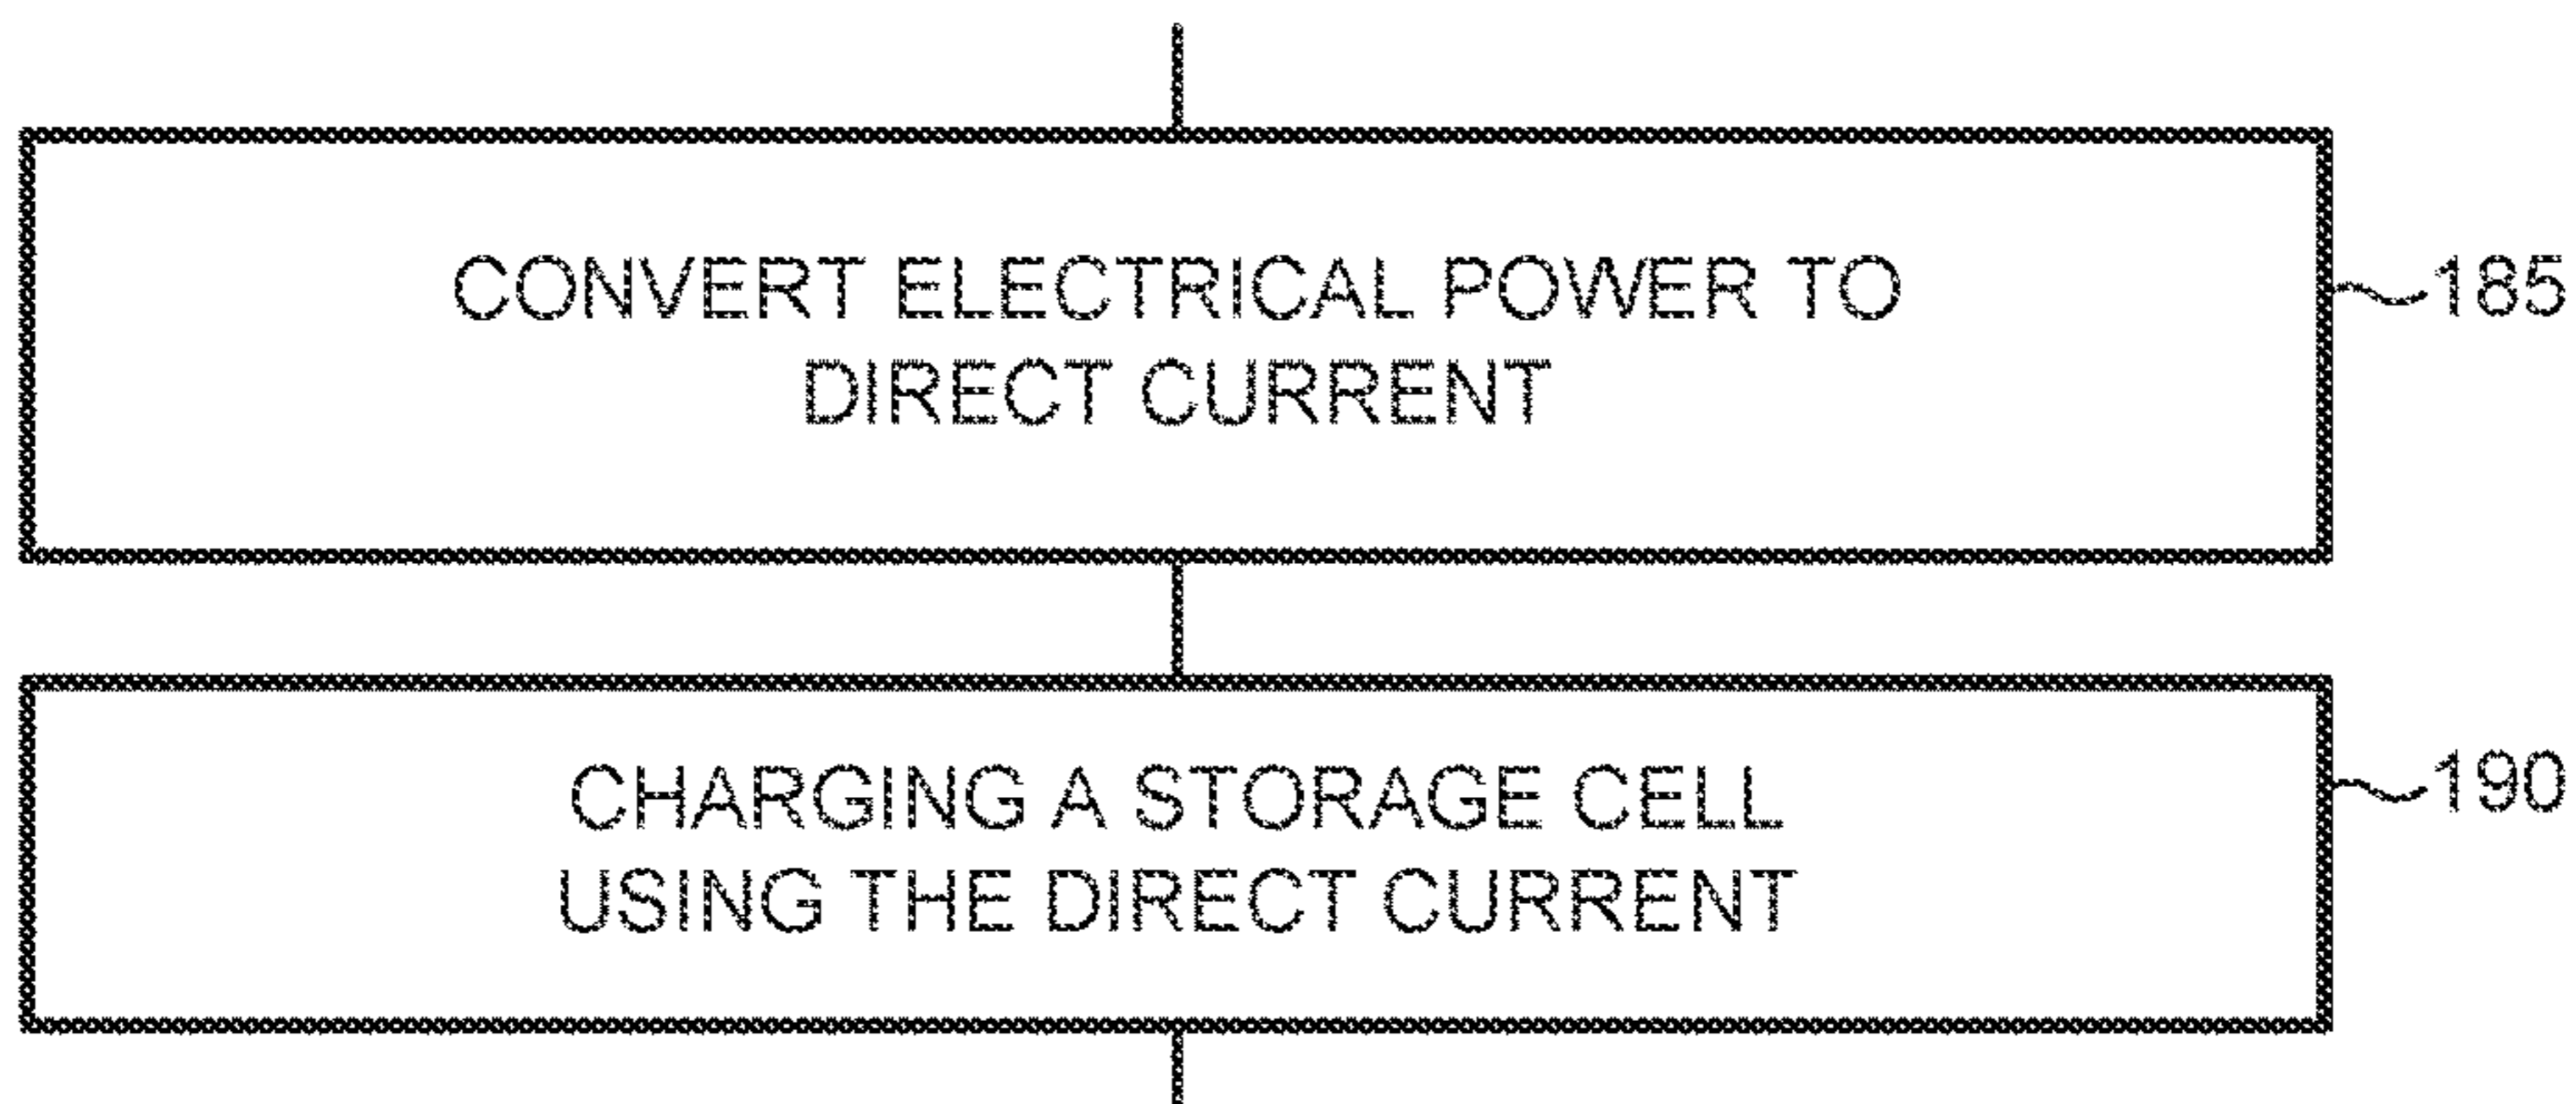 CONVERT ELECTRICAL POWER TO
DIRECT CURRENT
185
CHARGING A STORAGE CELL
USING THE DIRECT CURRENT
190